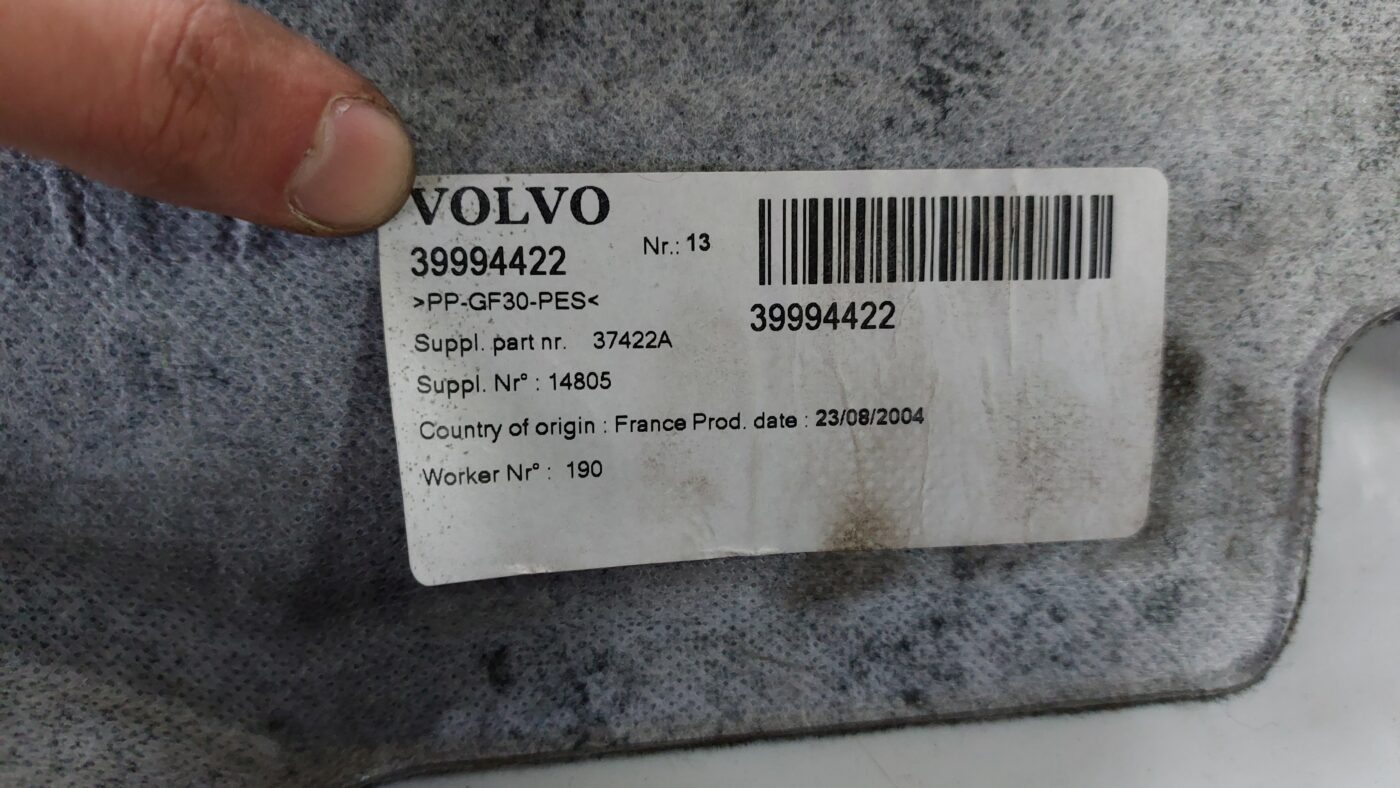 VOLVO
39994422
Nr.: 13
>PP-GF30-PES<
39994422
Suppl. part nr. 37422A
Suppl. Nr° : 14805
Country of origin : France Prod. date : 23/08/2004
Worker Nr° : 190